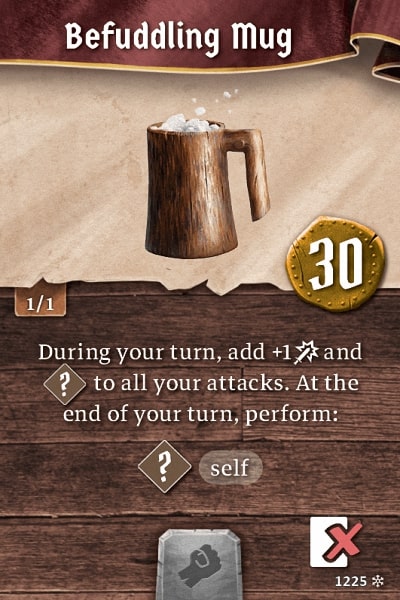 Befuddling Mug
30
1/1
During your turn, add +1 and
? to all your attacks. At the
end of your turn, perform:
? self
1225